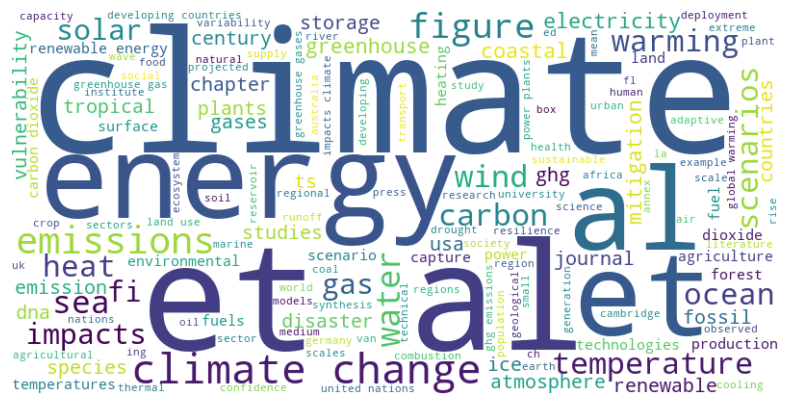 capacity
developing countries
variability
solar
century
storage
figure
electricity
deployment
extreme
renewable energy
river
greenhouse
coastal
ed
mean
warming
plant
climate
vulnerability
wave
food
supply
projected
greenhouse gas
natural
social
institute
chapter
carbon dioxide
tropical
plants
surface
gases
greenhouse gases
australia
impacts climate
developing
heating
transport
study
power plants
land
fl
human
box
urban
adaptive
health
sustainable
mitigation
scenarios
countries
global warming
energy
ecosystem
soil
ts
regional
reservoir
press
wind
ghg
al
africa
example
la
scale
fuel
annex
air
rise
research
university
science
carbon
crop
sectors
land use
runoff
drought
resilience
dioxide
literature
emissions
marine
studies
usa
society
journal
agriculture
uk
environmental
scenario
capture
power
region
et al
et
heat
emission
sea
fi
coal
gas
water
technical
regions
ghg emissions
population
small
geological
generation
forest
ocean
nations
dna
world
models
synthesis
cambridge
fossil
oil
fuels
disaster
technologies
observed
impacts
sector
medium
germany
van
production
agricultural
ing
species
scales
combustion
ch
ice
earth
temperature
climate change
temperatures
thermal
confidence
united nations
atmosphere
renewable
cooling